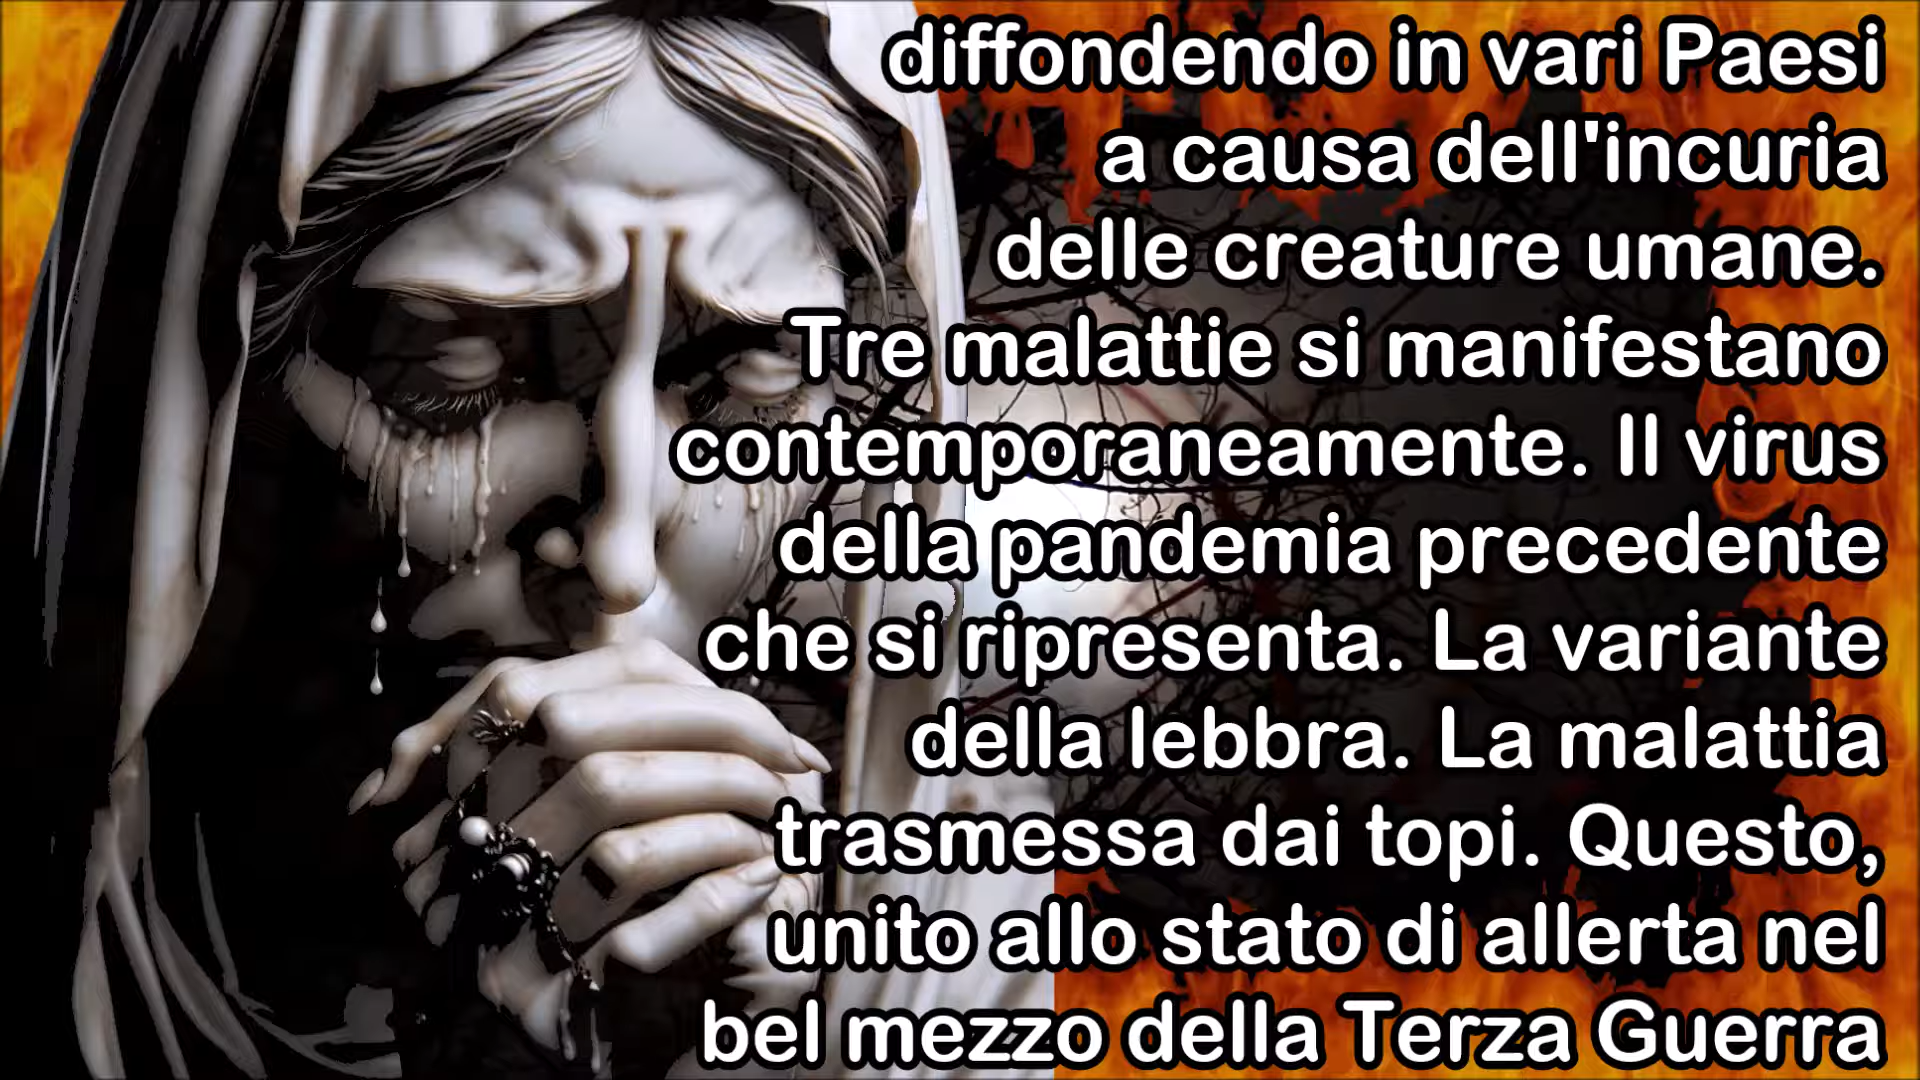 diffondendo in vari Paesi
a causa dell'incuria
delle creature umane.
Tre malattie si manifestano
contemporaneamente. Il virus
della pandemia precedente
che si ripresenta. La variante
della lebbra. La malattia
trasmessa dai topi. Questo,
unito allo stato di allerta nel
bel mezzo della Terza Guerra